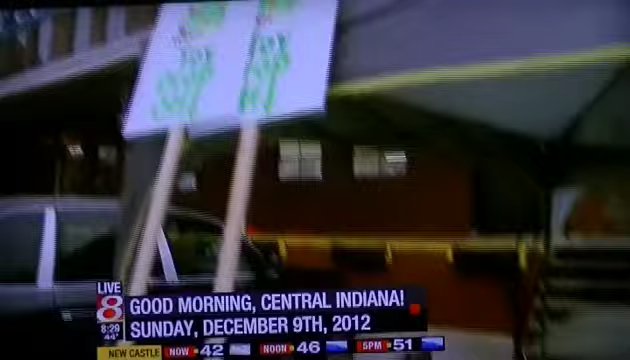 LIVE
8
8:29
44°
GOOD MORNING, CENTRAL INDIANA!
SUNDAY, DECEMBER 9TH, 2012
NEW CASTLE NOW 42 NOON 46 5PM 51